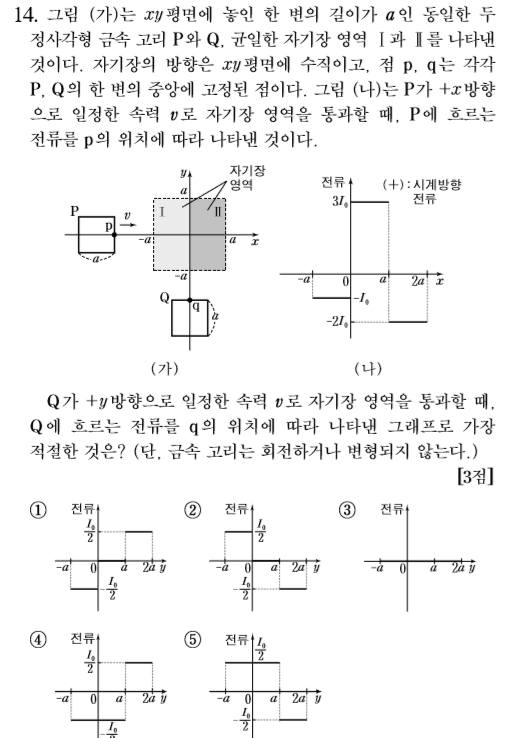 14. 그림 (가)는 xy평면에 놓인 한 변의 길이가 a인 동일한 두
정사각형 금속 고리 P와 Q, 균일한 자기장 영역 Ⅰ과 Ⅱ를 나타낸
것이다. 자기장의 방향은 xy평면에 수직이고, 점 p, q는 각각
P, Q의 한 변의 중앙에 고정된 점이다. 그림 (나)는 P가 +x방향
으로 일정한 속력 v로 자기장 영역을 통과할 때, P에 흐르는
전류를 p의 위치에 따라 나타낸 것이다.
y
자기장
영역
a
P
v
p
Ⅰ
Ⅱ
-a
a
x
a
-a
Q
q
a
(가)
전류
(+): 시계방향
전류
3I₀
-a
0
a
2a
x
-I₀
-2I₀
(나)
Q가 +y방향으로 일정한 속력 v로 자기장 영역을 통과할 때,
Q에 흐르는 전류를 q의 위치에 따라 나타낸 그래프로 가장
적절한 것은? (단, 금속 고리는 회전하거나 변형되지 않는다.)
[3점]
① 전류
I₀/2
-a 0 a 2a y
-I₀/2
② 전류
I₀/2
-a 0 a 2a y
-I₀/2
③ 전류
-a 0 a 2a y
④ 전류
I₀/2
-a 0 a 2a y
-I₀/2
⑤ 전류
I₀/2
-a 0 a 2a y
-I₀/2